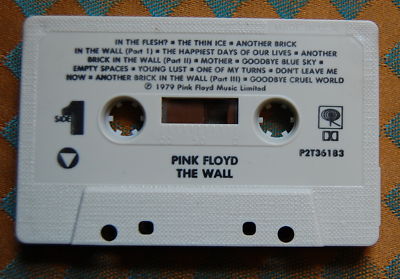 IN THE FLESH? ▪ THE THIN ICE ▪ ANOTHER BRICK
IN THE WALL (Part I) ▪ THE HAPPIEST DAYS OF OUR LIVES ▪ ANOTHER
BRICK IN THE WALL (Part II) ▪ MOTHER ▪ GOODBYE BLUE SKY ▪
EMPTY SPACES ▪ YOUNG LUST ▪ ONE OF MY TURNS ▪ DON'T LEAVE ME
NOW ▪ ANOTHER BRICK IN THE WALL (Part III) ▪ GOODBYE CRUEL WORLD
℗ 1979 Pink Floyd Music Limited
SIDE 1
PINK FLOYD
THE WALL
P2T36183